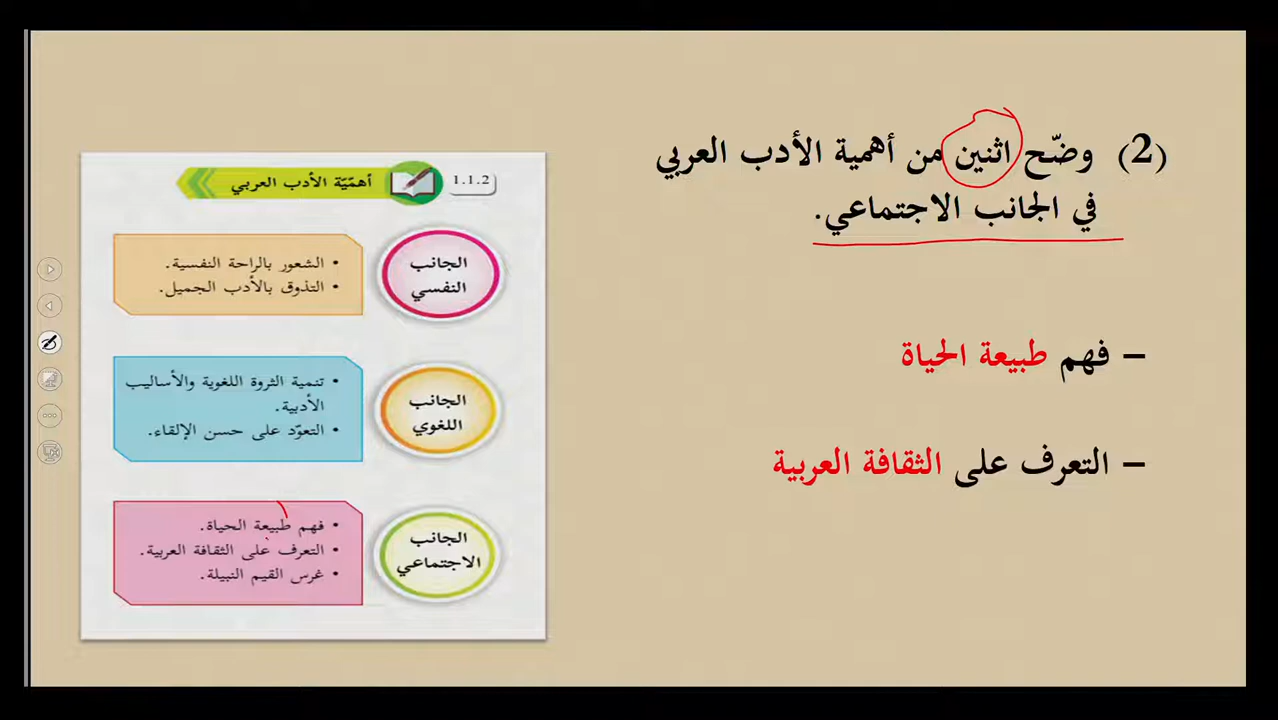 (2) وضّح اثنين من أهمية الأدب العربي
في الجانب الاجتماعي.
– فهم طبيعة الحياة
– التعرف على الثقافة العربية
1.1.2 أهمّيّة الأدب العربي
الجانب
النفسي
• الشعور بالراحة النفسية.
• التذوق بالأدب الجميل.
الجانب
اللغوي
• تنمية الثروة اللغوية والأساليب
الأدبية.
• التعوّد على حسن الإلقاء.
الجانب
الاجتماعي
• فهم طبيعة الحياة.
• التعرف على الثقافة العربية.
• غرس القيم النبيلة.